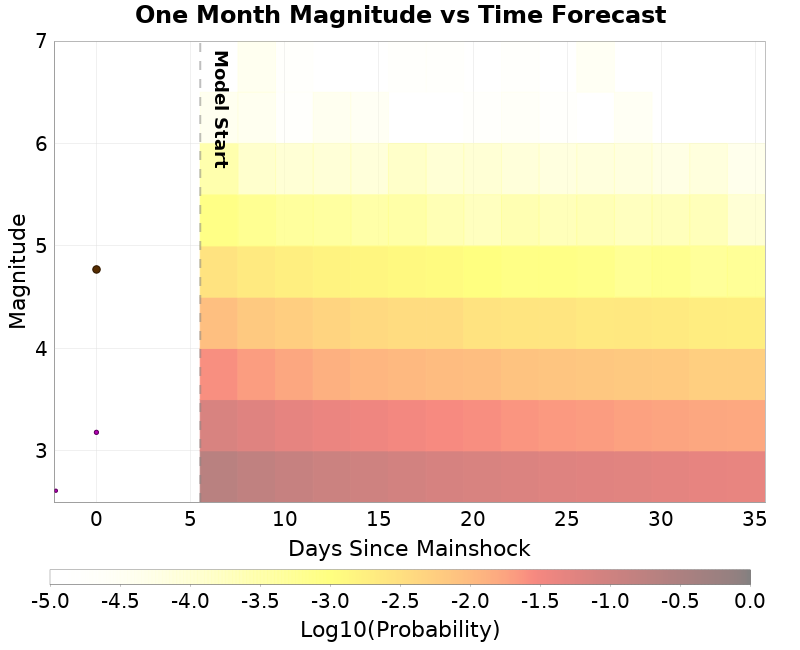 One Month Magnitude vs Time Forecast
7
6
5
4
3
Magnitude
Model Start
0 5 10 15 20 25 30 35
Days Since Mainshock
-5.0 -4.5 -4.0 -3.5 -3.0 -2.5 -2.0 -1.5 -1.0 -0.5 0.0
Log10(Probability)